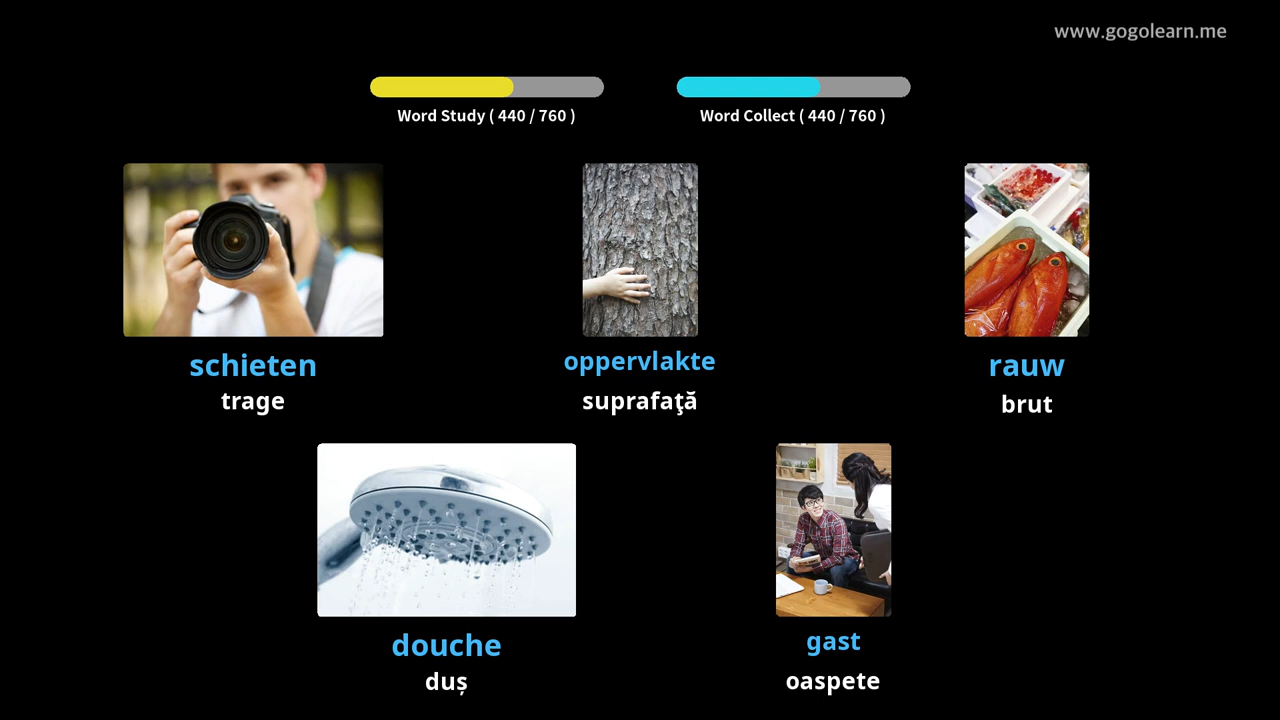 www.gogolearn.me
Word Study ( 440 / 760 )
Word Collect ( 440 / 760 )
schieten
trage
oppervlakte
suprafaţă
rauw
brut
douche
duș
gast
oaspete